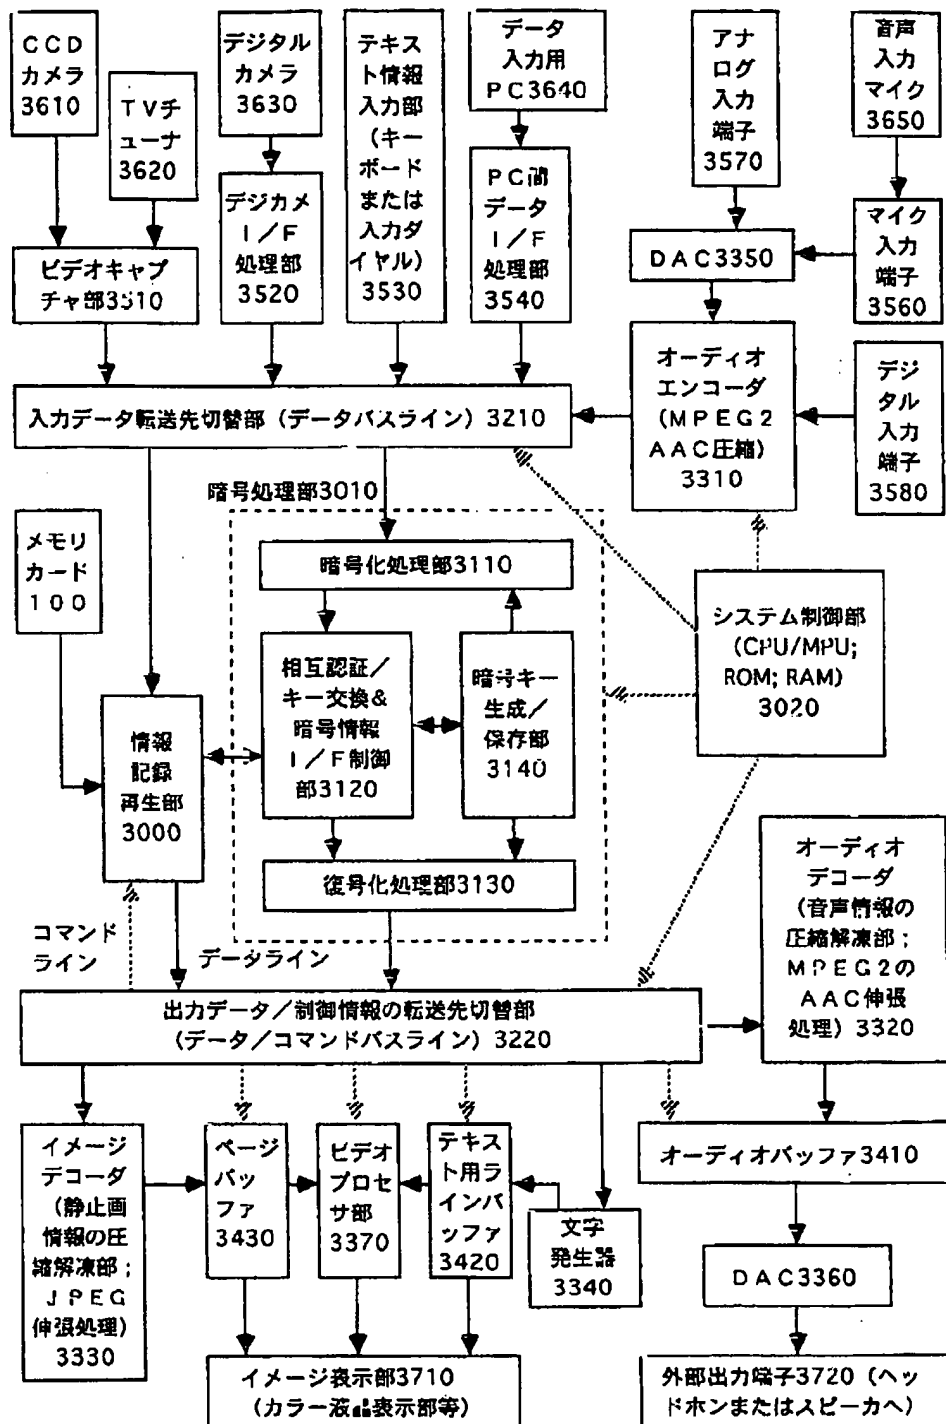 CCD
カメラ
3610
TVチ
ューナ
3620
デジタル
カメラ
3630
テキス
ト情報
入力部
(キー
ボード
または
入力ダ
イヤル)
3530
データ
入力用
PC3640
アナ
ログ
入力
端子
3570
音声
入力
マイク
3650
ビデオキャプ
チャ部3510
デジカメ
I/F
処理部
3520
PC間
データ
I/F
処理部
3540
DAC3350
マイク
入力
端子
3560
入力データ転送先切替部(データバスライン)3210
オーディオ
エンコーダ
(MPEG2
AAC圧縮)
3310
デジ
タル
入力
端子
3580
暗号処理部3010
メモリ
カード
100
暗号化処理部3110
システム制御部
(CPU/MPU;
ROM; RAM)
3020
情報
記録
再生部
3000
相互認証/
キー交換&
暗号情報
I/F制御
部3120
暗号キー
生成/
保存部
3140
復号化処理部3130
オーディオ
デコーダ
(音声情報の
圧縮解凍部;
MPEG2の
AAC伸張
処理)3320
コマンド
ライン
データライン
出力データ/制御情報の転送先切替部
(データ/コマンドバスライン)3220
イメージ
デコーダ
(静止画
情報の圧
縮解凍部;
JPEG
伸張処理)
3330
ページ
バッ
ファ
3430
ビデオ
プロセ
サ部
3370
テキス
ト用ラ
インバ
ッファ
3420
文字
発生器
3340
オーディオバッファ3410
DAC3360
イメージ表示部3710
(カラー液晶表示部等)
外部出力端子3720(ヘッ
ドホンまたはスピーカへ)